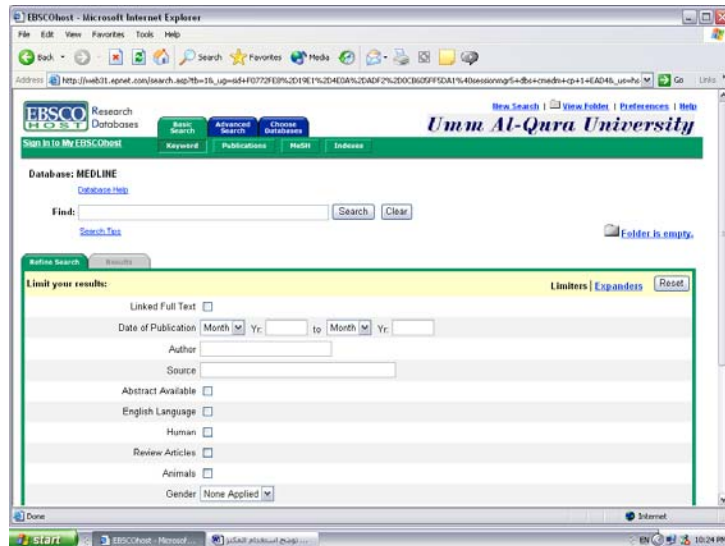 EBSCOhost - Microsoft Internet Explorer
File Edit View Favorites Tools Help
Back Search Favorites Media
Address Go Links
EBSCO HOST Research Databases
Basic Search Advanced Search Choose Databases
New Search | View Folder | Preferences | Help
Umm Al-Qura University
Sign In to My EBSCOhost Keyword Publications MeSH Indexes
Database: MEDLINE
Database Help
Find: Search Clear
Search Tips Folder is empty.
Refine Search Results
Limit your results: Limiters | Expanders Reset
Linked Full Text
Date of Publication Month Yr. to Month Yr.
Author
Source
Abstract Available
English Language
Human
Review Articles
Animals
Gender None Applied
Done Internet
start EBSCOhost - Microsof... EN 10:24 PM